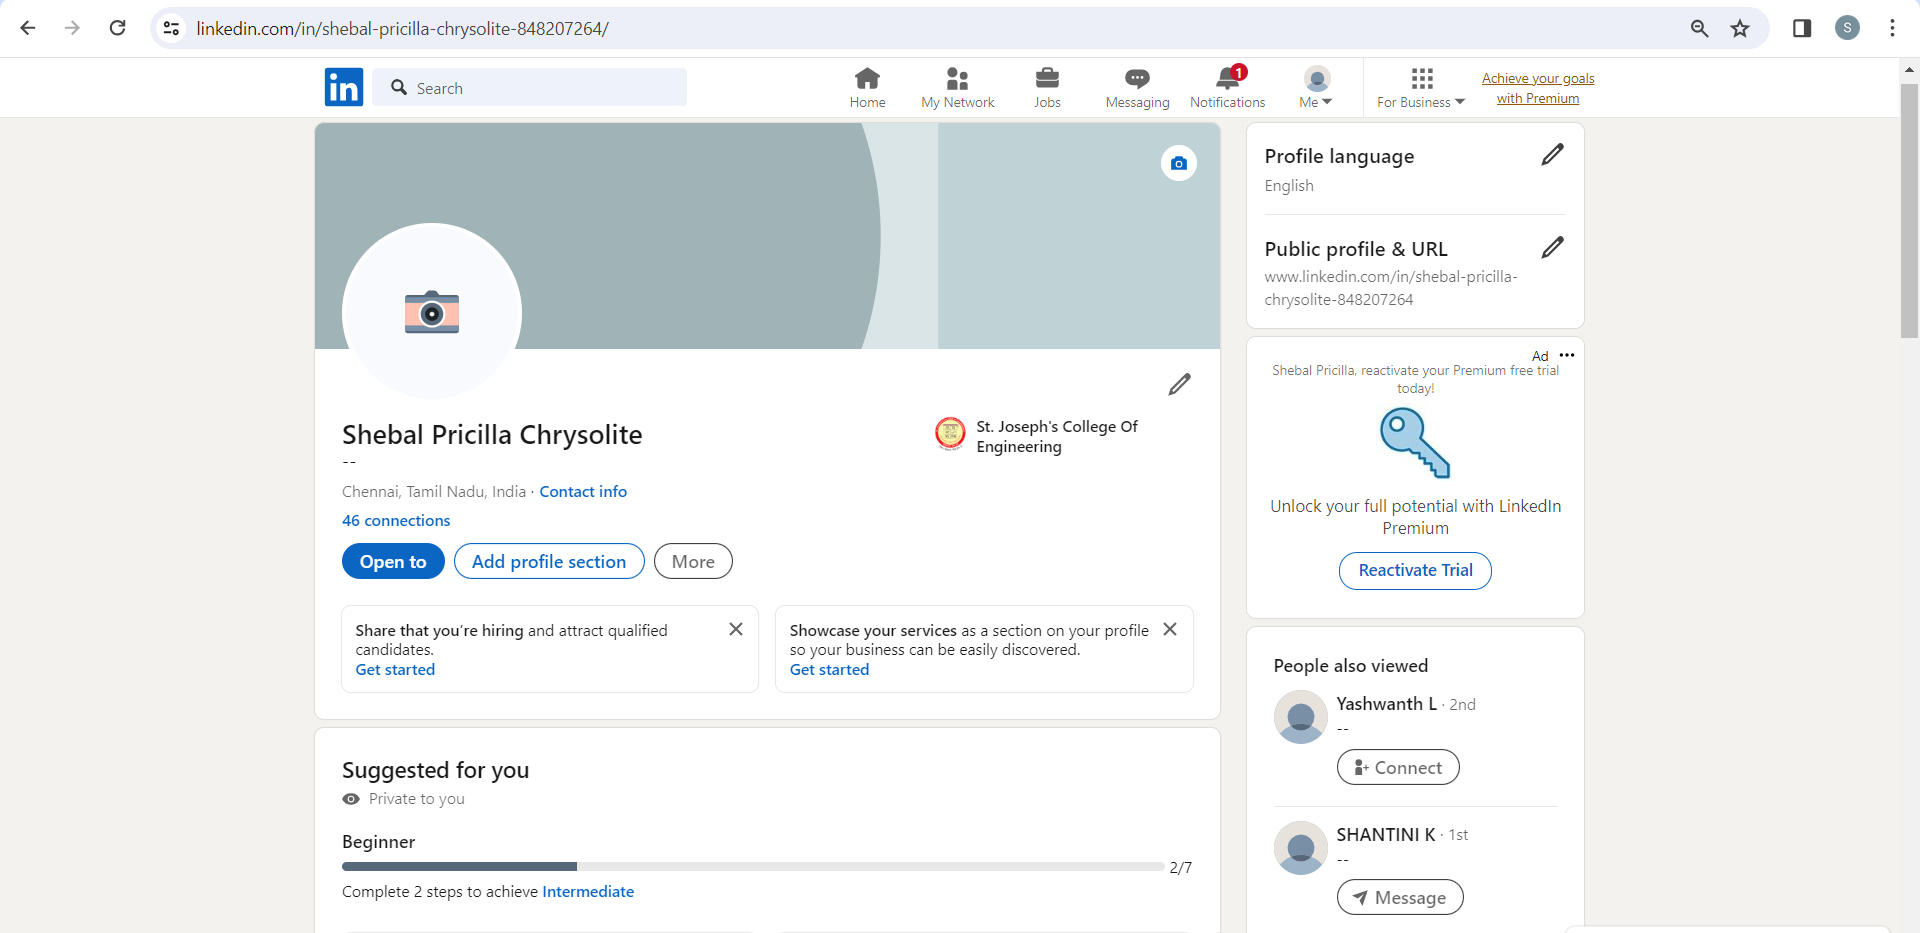 linkedin.com/in/shebal-pricilla-chrysolite-848207264/
S
in
Search
Home
My Network
Jobs
Messaging
1
Notifications
Me
For Business
Achieve your goals
with Premium
Shebal Pricilla Chrysolite
--
St. Joseph's College Of
Engineering
Chennai, Tamil Nadu, India · Contact info
46 connections
Open to
Add profile section
More
Share that you're hiring and attract qualified
candidates.
Get started
Showcase your services as a section on your profile
so your business can be easily discovered.
Get started
Suggested for you
Private to you
Beginner
2/7
Complete 2 steps to achieve Intermediate
Profile language
English
Public profile & URL
www.linkedin.com/in/shebal-pricilla-
chrysolite-848207264
Ad
Shebal Pricilla, reactivate your Premium free trial
today!
Unlock your full potential with LinkedIn
Premium
Reactivate Trial
People also viewed
Yashwanth L · 2nd
--
Connect
SHANTINI K · 1st
--
Message